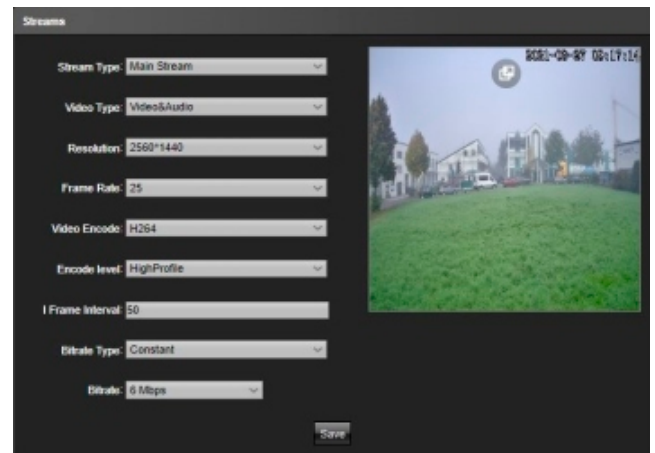 Streams
Stream Type: Main Stream
Video Type: Video&Audio
Resolution: 2560*1440
Frame Rate: 25
Video Encode: H264
Encode level: HighProfile
I Frame Interval: 50
Bitrate Type: Constant
Bitrate: 6 Mbps
Save